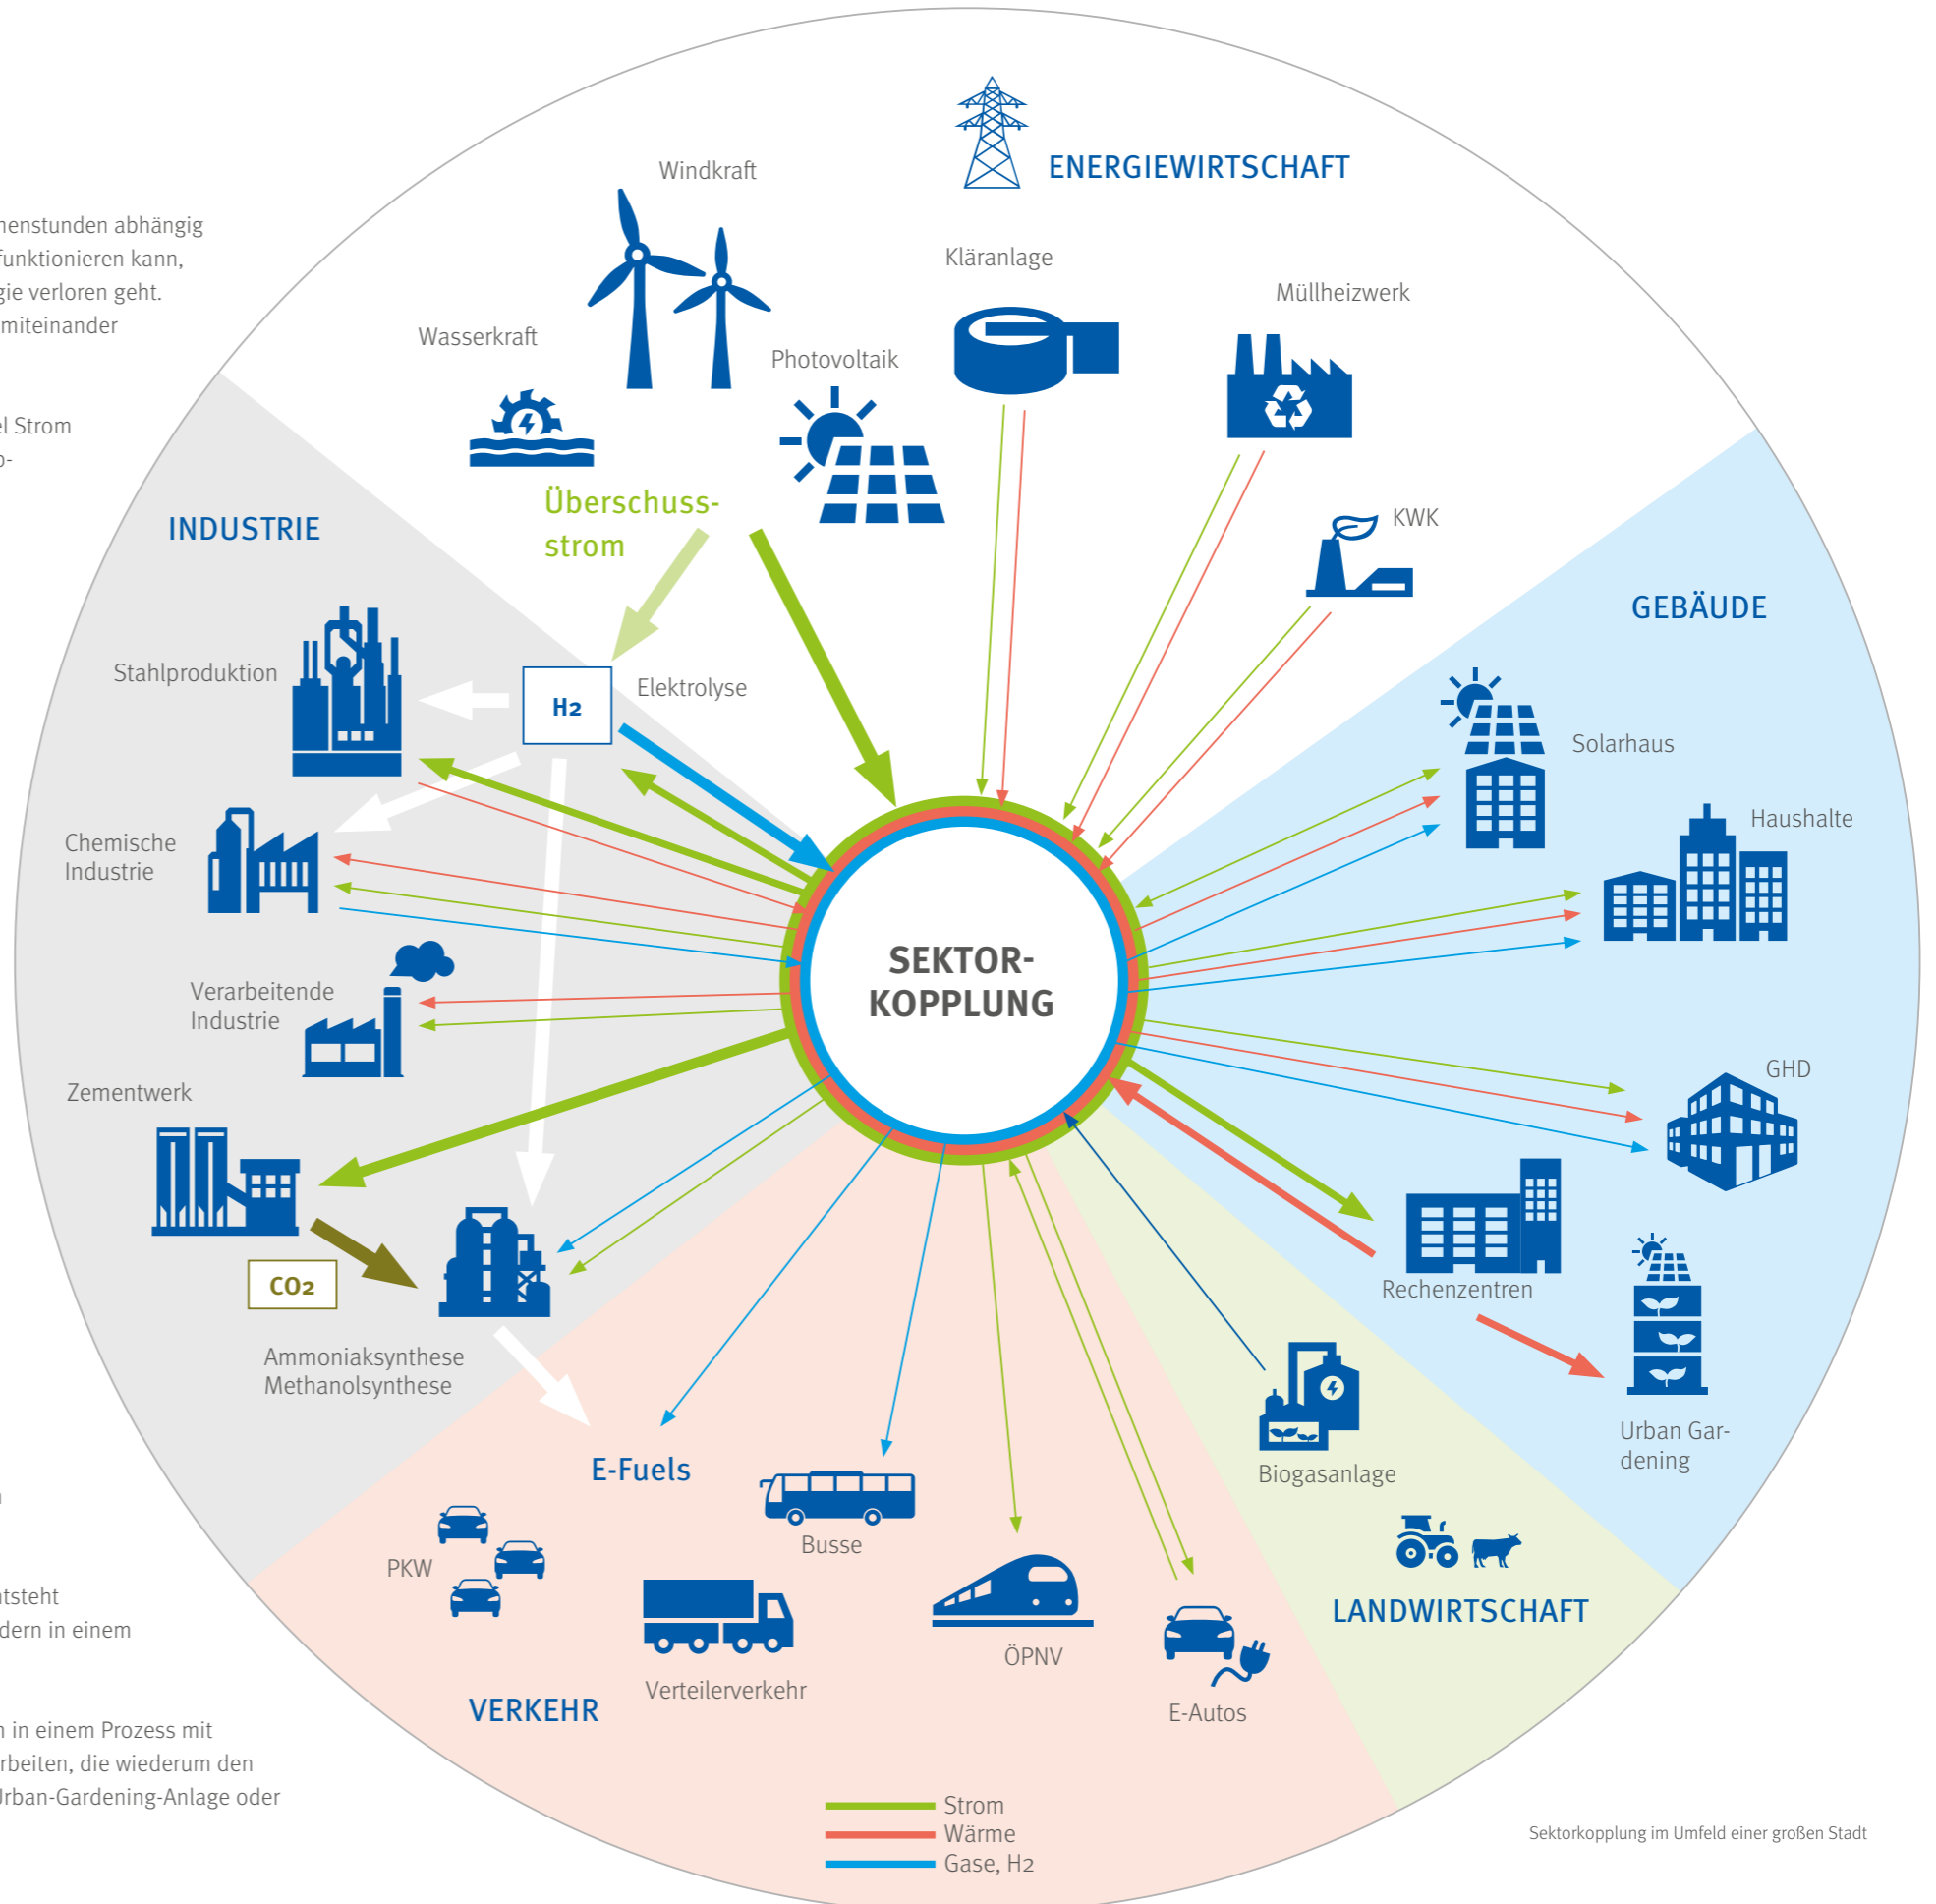 nenstunden abhängig
funktionieren kann,
gie verloren geht.
miteinander
el Strom
o-
ENERGIEWIRTSCHAFT
Windkraft
Kläranlage
Müllheizwerk
Wasserkraft
Photovoltaik
Überschuss-
strom
KWK
INDUSTRIE
Stahlproduktion
H2
Elektrolyse
Chemische
Industrie
Verarbeitende
Industrie
Zementwerk
CO2
Ammoniaksynthese
Methanolsynthese
SEKTOR-
KOPPLUNG
GEBÄUDE
Solarhaus
Haushalte
GHD
Rechenzentren
Urban Gar-
dening
Biogasanlage
LANDWIRTSCHAFT
E-Fuels
PKW
Busse
Verteilerverkehr
ÖPNV
E-Autos
VERKEHR
n
ntsteht
dern in einem
n in einem Prozess mit
arbeiten, die wiederum den
Urban-Gardening-Anlage oder
Strom
Wärme
Gase, H2
Sektorkopplung im Umfeld einer großen Stadt